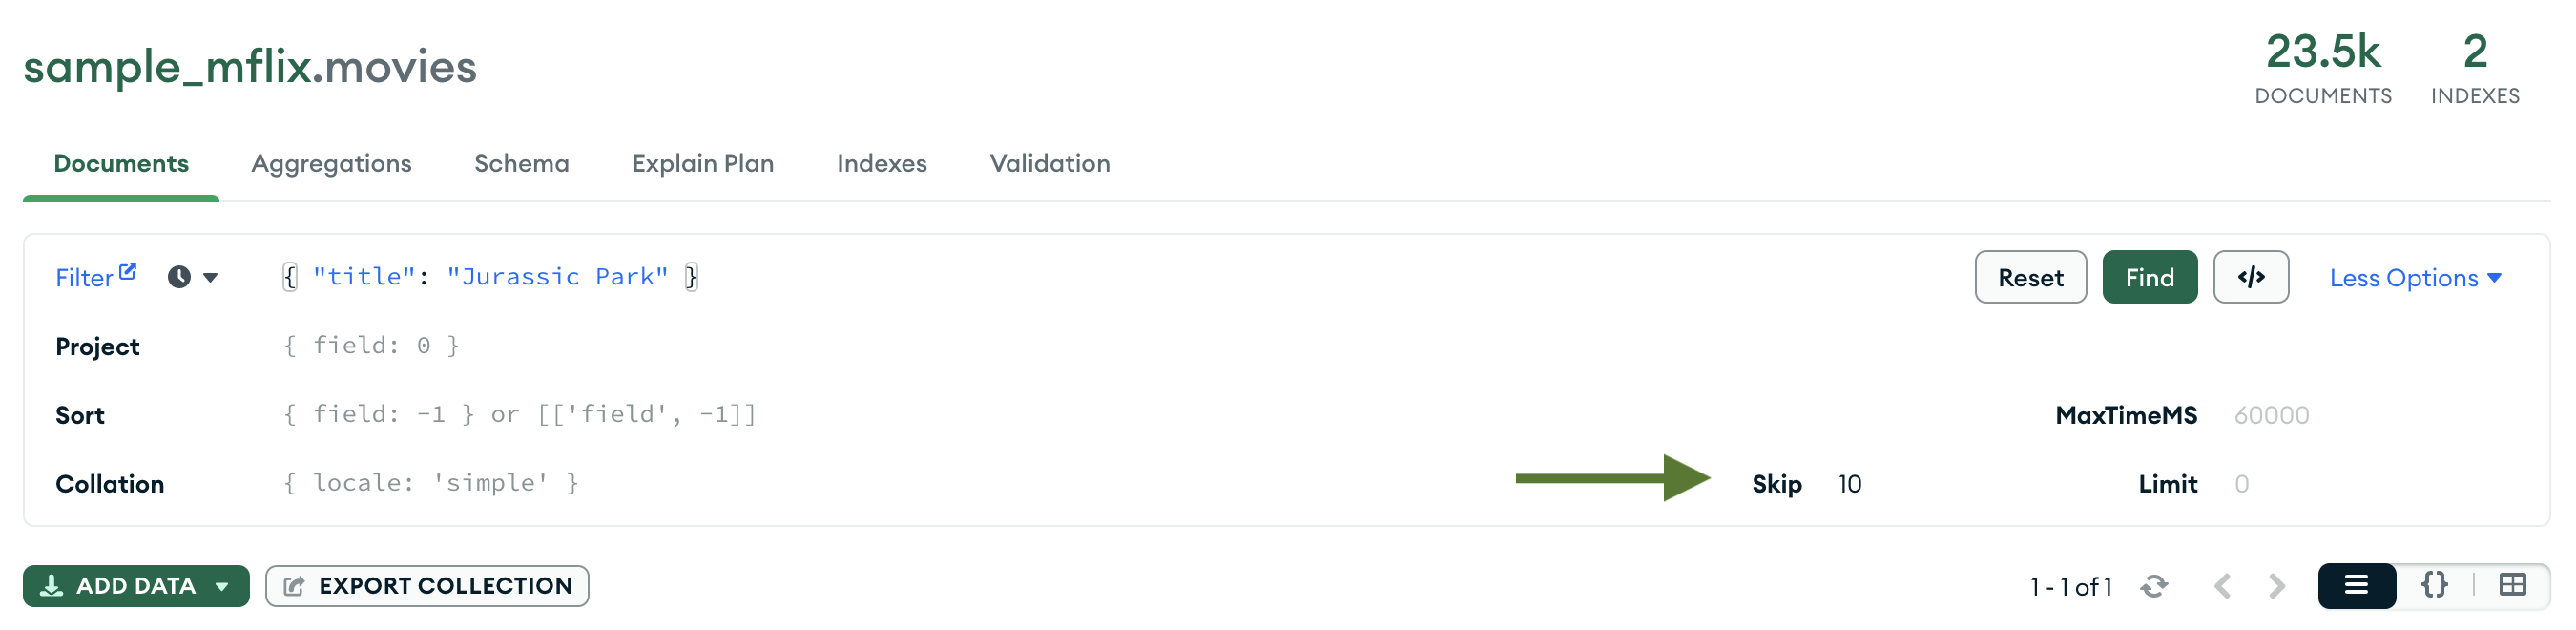 sample_mflix.movies
23.5k 2
DOCUMENTS INDEXES
Documents Aggregations Schema Explain Plan Indexes Validation
Filter { "title": "Jurassic Park" } Reset Find </> Less Options
Project { field: 0 }
Sort { field: -1 } or [['field', -1]] MaxTimeMS 60000
Collation { locale: 'simple' } Skip 10 Limit 0
ADD DATA EXPORT COLLECTION 1 - 1 of 1 {}